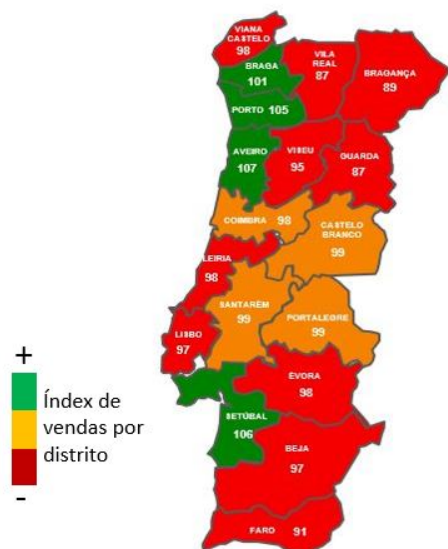 VIANA
CASTELO
98
BRAGA
101
VILA
REAL
87
BRAGANÇA
89
PORTO 105
AVEIRO
107
VISEU
95
GUARDA
87
COIMBRA 98
CASTELO
BRANCO
99
LEIRIA
98
SANTARÉM
99
PORTALEGRE
99
LISBO
97
ÉVORA
98
SETÚBAL
106
BEJA
97
FARO 91
+
Índex de
vendas por
distrito
-